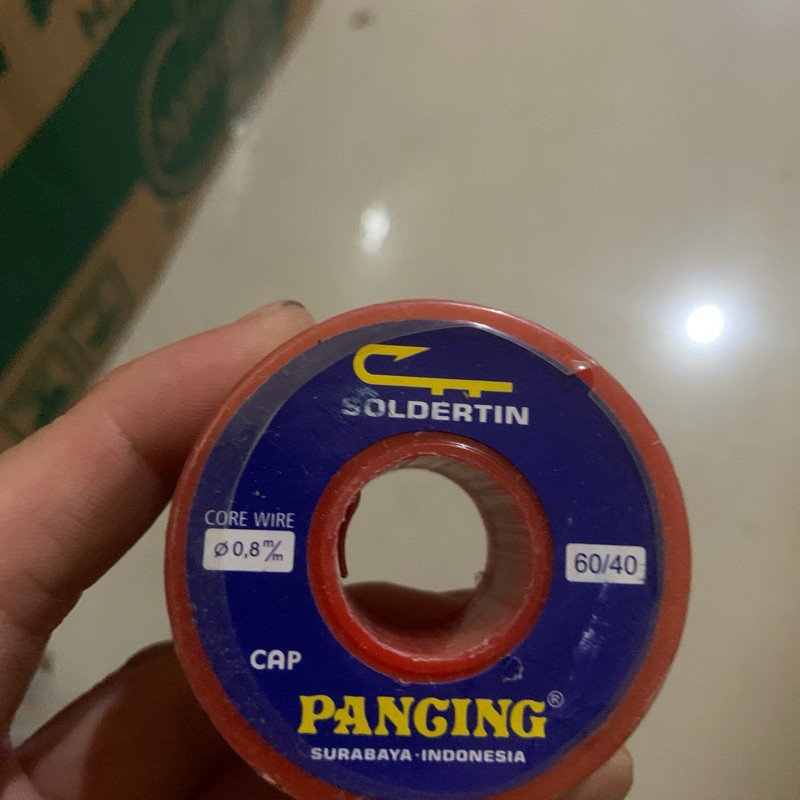 SOLDERTIN
CORE WIRE
Ø 0,8 m/m
60/40
CAP
PANCING®
SURABAYA·INDONESIA